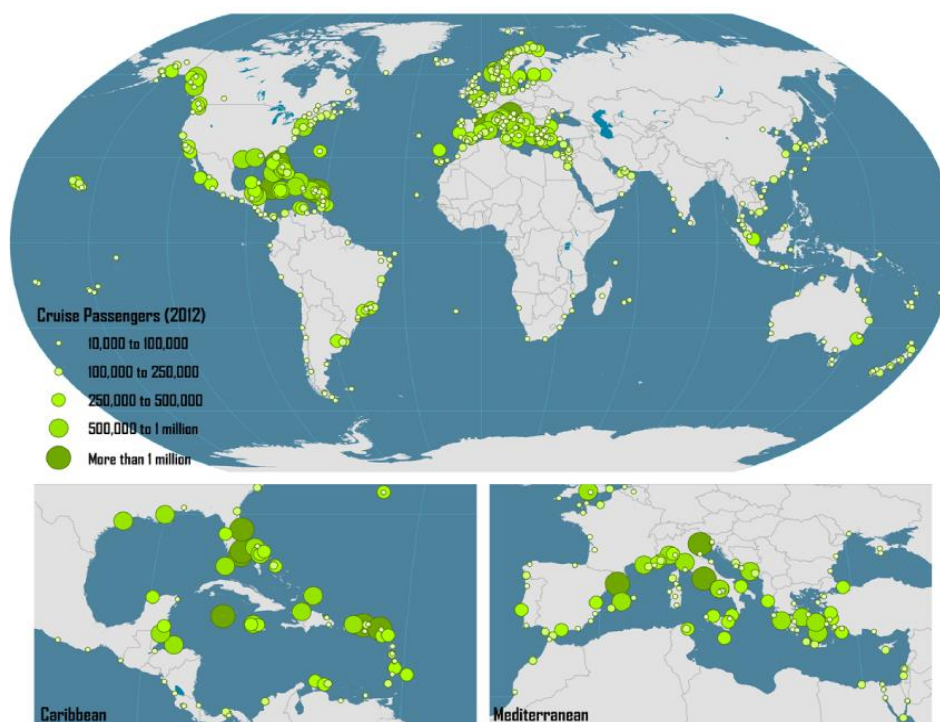 Cruise Passengers (2012)
10,000 to 100,000
100,000 to 250,000
250,000 to 500,000
500,000 to 1 million
More than 1 million
Caribbean
Mediterranean